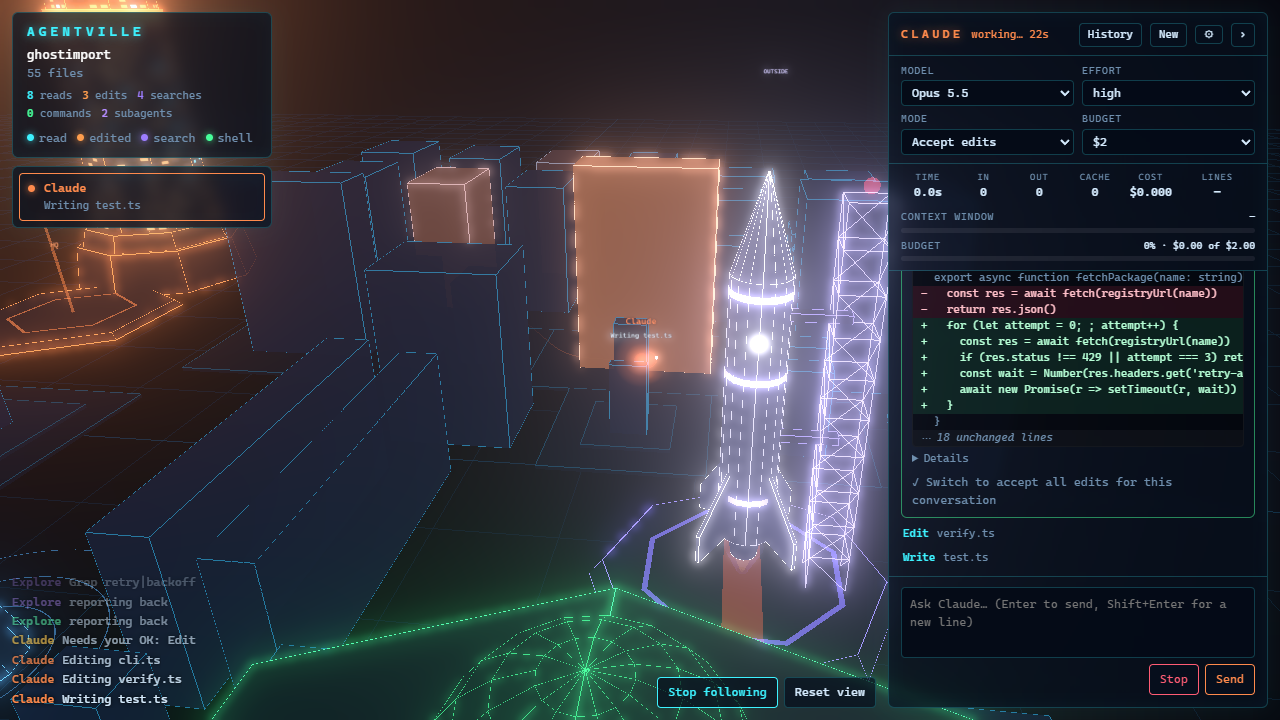 AGENTVILLE
ghostimport
55 files
8 reads 3 edits 4 searches
0 commands 2 subagents
read edited search shell
Claude
Writing test.ts
HQ
OUTSIDE
Claude
Writing test.ts
Explore Grep retry|backoff
Explore reporting back
Explore reporting back
Claude Needs your OK: Edit
Claude Editing cli.ts
Claude Editing verify.ts
Claude Writing test.ts
Stop following
Reset view
CLAUDE working… 22s
History
New
MODEL
EFFORT
Opus 5.5
high
MODE
BUDGET
Accept edits
$2
TIME IN OUT CACHE COST LINES
0.0s 0 0 0 $0.000 —
CONTEXT WINDOW —
BUDGET 0% · $0.00 of $2.00
export async function fetchPackage(name: string)
- const res = await fetch(registryUrl(name))
- return res.json()
+ for (let attempt = 0; ; attempt++) {
+ const res = await fetch(registryUrl(name))
+ if (res.status !== 429 || attempt === 3) ret
+ const wait = Number(res.headers.get('retry-a
+ await new Promise(r => setTimeout(r, wait))
+ }
}
⋯ 18 unchanged lines
▶ Details
✓ Switch to accept all edits for this
conversation
Edit verify.ts
Write test.ts
Ask Claude… (Enter to send, Shift+Enter for a
new line)
Stop
Send